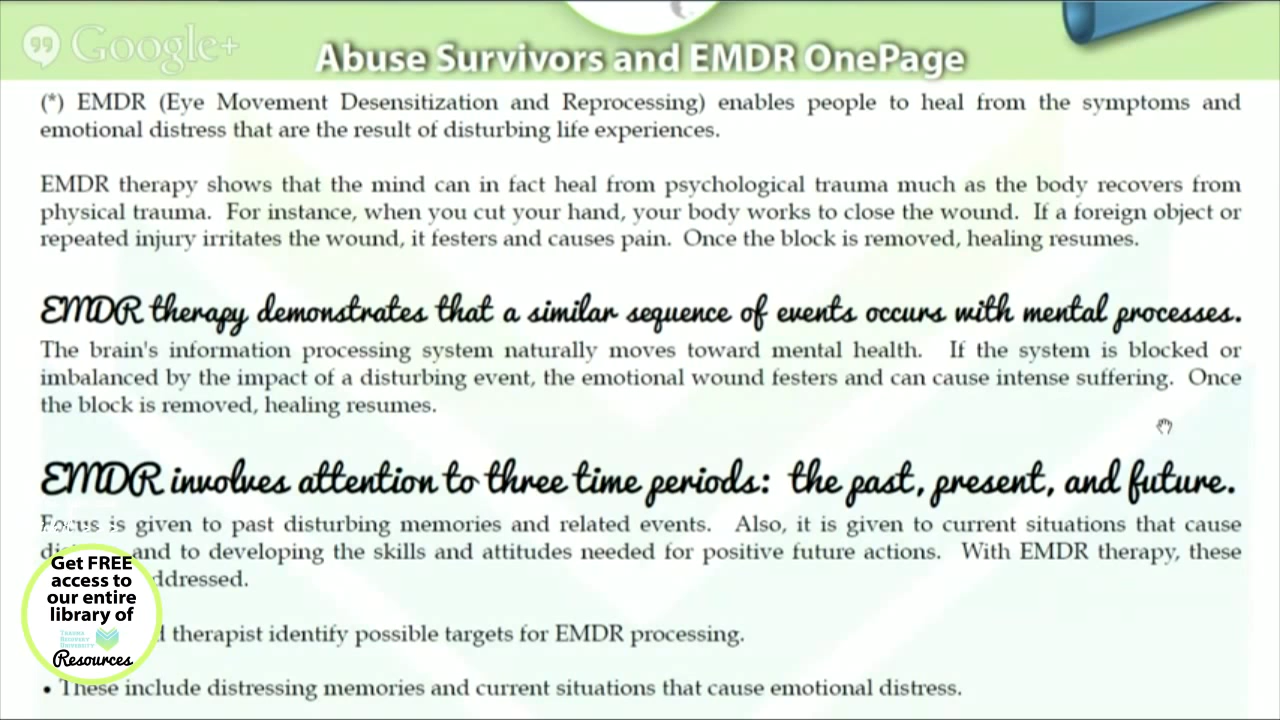 Google+
Abuse Survivors and EMDR OnePage
(*) EMDR (Eye Movement Desensitization and Reprocessing) enables people to heal from the symptoms and
emotional distress that are the result of disturbing life experiences.
EMDR therapy shows that the mind can in fact heal from psychological trauma much as the body recovers from
physical trauma. For instance, when you cut your hand, your body works to close the wound. If a foreign object or
repeated injury irritates the wound, it festers and causes pain. Once the block is removed, healing resumes.
EMDR therapy demonstrates that a similar sequence of events occurs with mental processes.
The brain's information processing system naturally moves toward mental health. If the system is blocked or
imbalanced by the impact of a disturbing event, the emotional wound festers and can cause intense suffering. Once
the block is removed, healing resumes.
EMDR involves attention to three time periods: the past, present, and future.
Focus is given to past disturbing memories and related events. Also, it is given to current situations that cause
and to developing the skills and attitudes needed for positive future actions. With EMDR therapy, these
ddressed.
therapist identify possible targets for EMDR processing.
• These include distressing memories and current situations that cause emotional distress.
Get FREE
access to
our entire
library of
TRAUMA
RECOVERY
UNIVERSITY
Resources